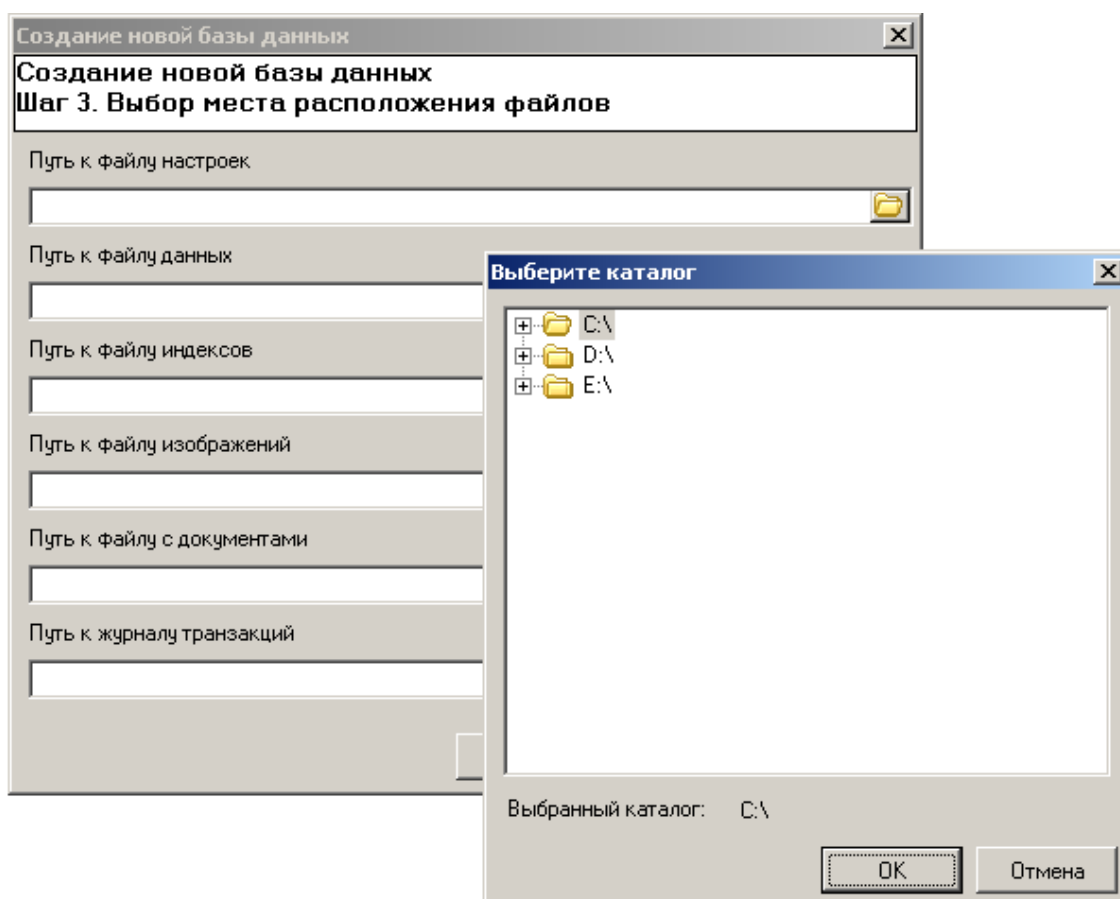 Создание новой базы данных
Создание новой базы данных
Шаг 3. Выбор места расположения файлов
Путь к файлу настроек
Путь к файлу данных
Путь к файлу индексов
Путь к файлу изображений
Путь к файлу с документами
Путь к журналу транзакций
Выберите каталог
C:\
D:\
E:\
Выбранный каталог: C:\
OK Отмена